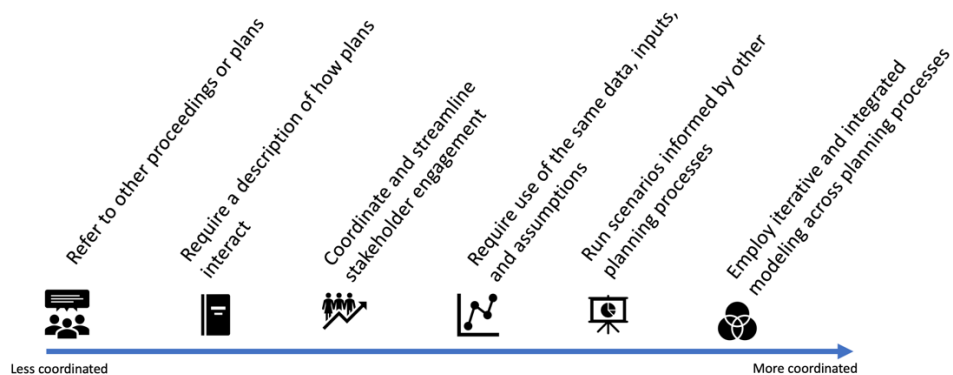 Refer to other proceedings or plans
Require a description of how plans
interact
Coordinate and streamline
stakeholder engagement
Require use of the same data, inputs,
and assumptions
Run scenarios informed by other
planning processes
Employ iterative and integrated
modeling across planning processes
Less coordinated
More coordinated